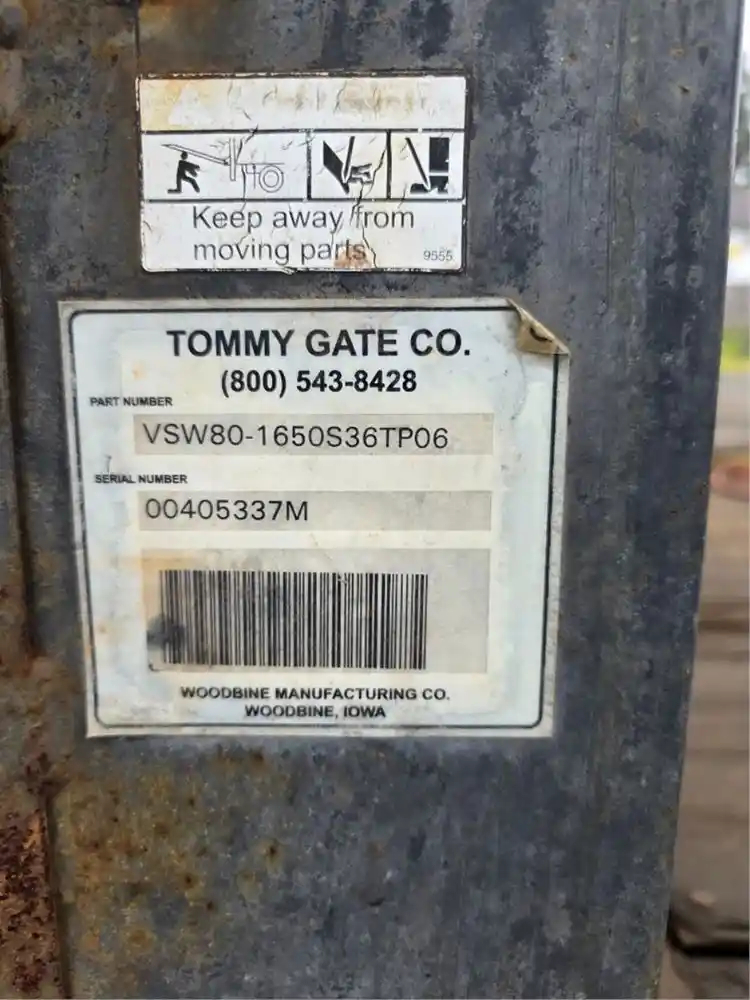 Keep away from
moving parts
9555
TOMMY GATE CO.
(800) 543-8428
PART NUMBER
VSW80-1650S36TP06
SERIAL NUMBER
00405337M
WOODBINE MANUFACTURING CO.
WOODBINE, IOWA